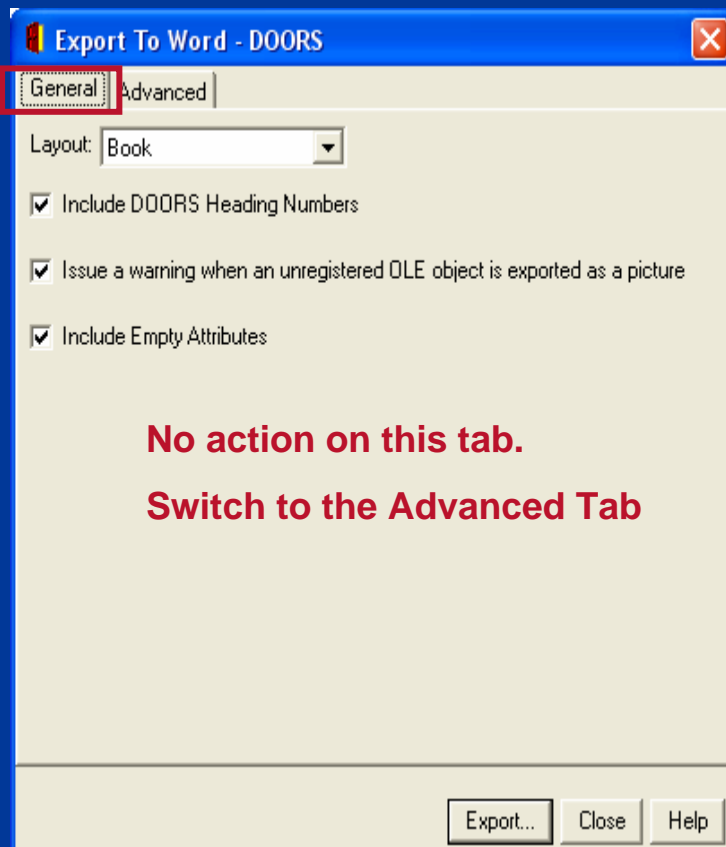 Export To Word - DOORS
General Advanced
Layout: Book
Include DOORS Heading Numbers
Issue a warning when an unregistered OLE object is exported as a picture
Include Empty Attributes
No action on this tab.
Switch to the Advanced Tab
Export... Close Help